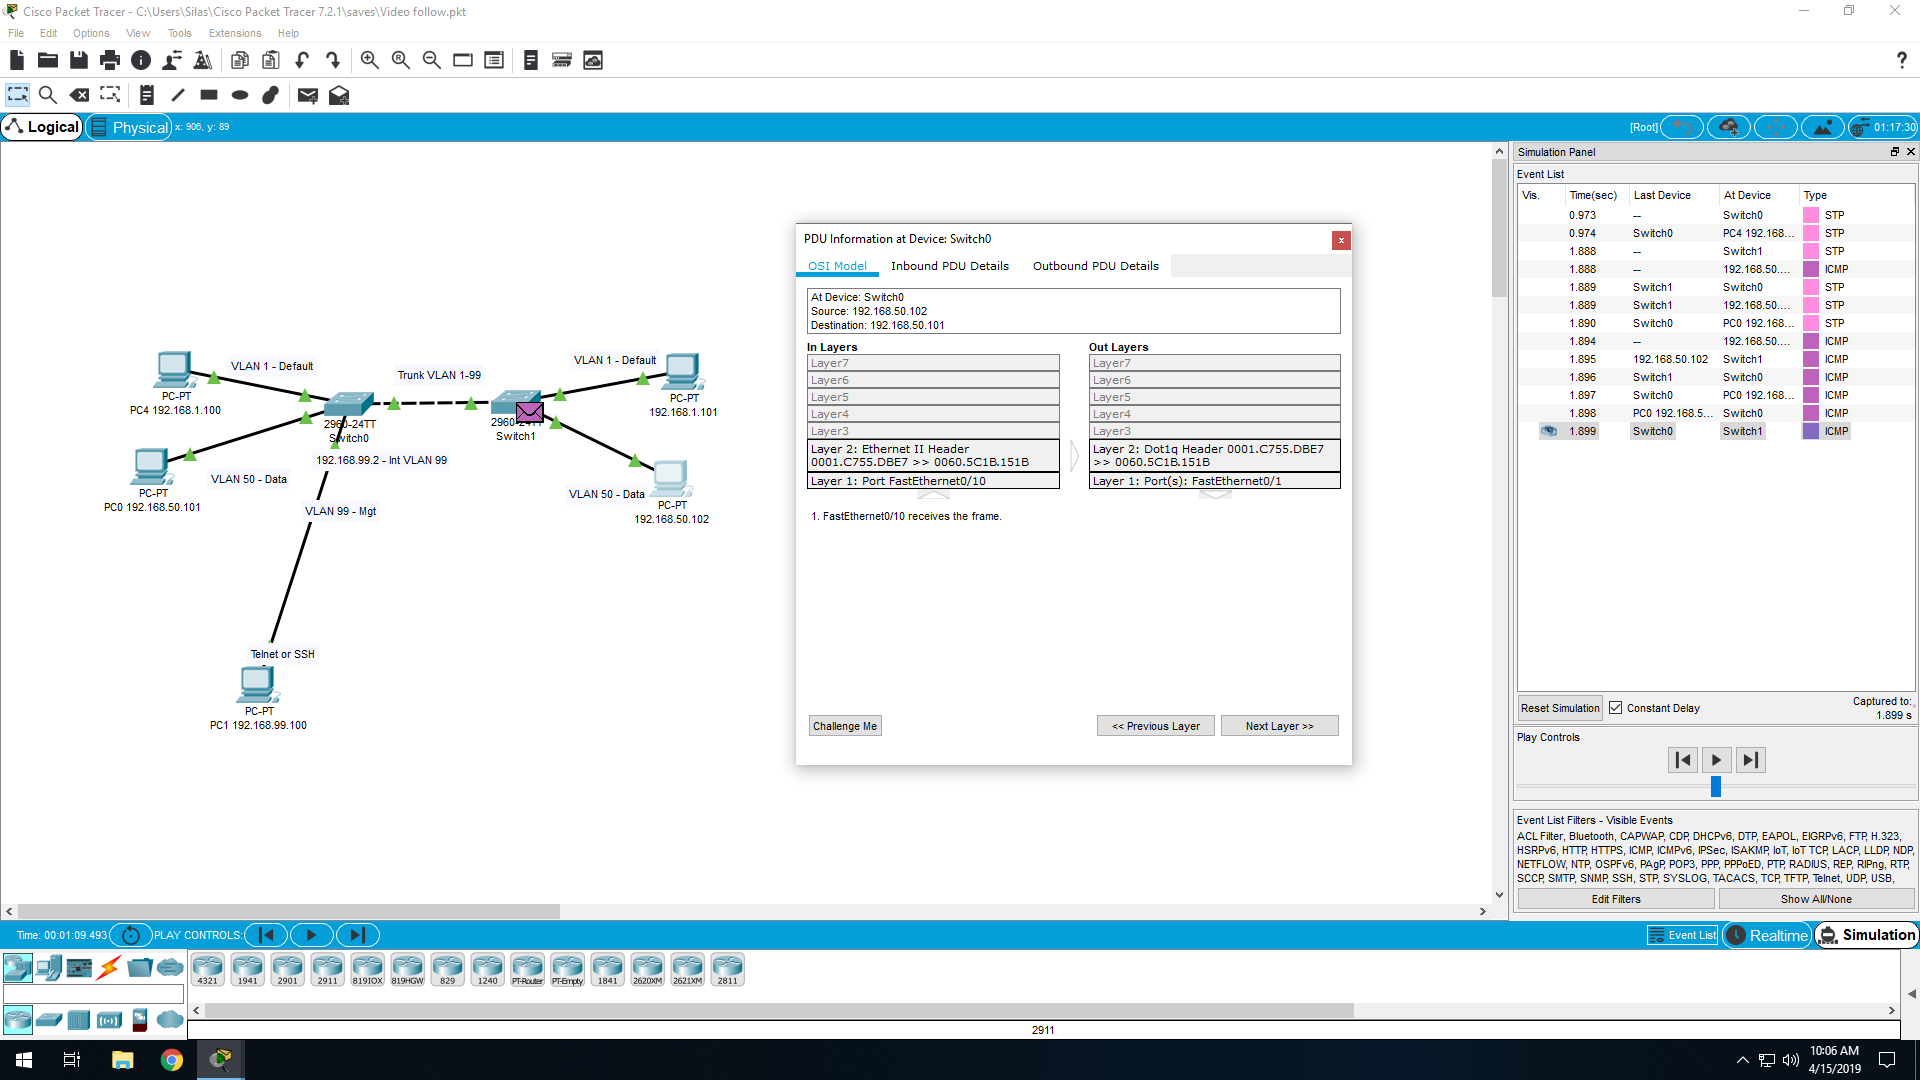 Cisco Packet Tracer - C:\Users\Silas\Cisco Packet Tracer 7.2.1\saves\Video follow.pkt
File Edit Options View Tools Extensions Help
?
Logical Physical x: 906, y: 89 [Root] 01:17:30
Simulation Panel
Event List
Vis. Time(sec) Last Device At Device Type
0.973 -- Switch0 STP
0.974 Switch0 PC4 192.168... STP
1.888 -- Switch1 STP
1.888 -- 192.168.50.... ICMP
1.889 Switch1 Switch0 STP
1.889 Switch1 192.168.50.... STP
1.890 Switch0 PC0 192.168... STP
1.894 -- 192.168.50.... ICMP
1.895 192.168.50.102 Switch1 ICMP
1.896 Switch1 Switch0 ICMP
1.897 Switch0 PC0 192.168... ICMP
1.898 PC0 192.168.5... Switch0 ICMP
1.899 Switch0 Switch1 ICMP
Reset Simulation Constant Delay
Captured to:
1.899 s
Play Controls
Event List Filters - Visible Events
ACL Filter, Bluetooth, CAPWAP, CDP, DHCPv6, DTP, EAPOL, EIGRPv6, FTP, H.323,
HSRPv6, HTTP, HTTPS, ICMP, ICMPv6, IPSec, ISAKMP, IoT, IoT TCP, LACP, LLDP, NDP,
NETFLOW, NTP, OSPFv6, PAgP, POP3, PPP, PPPoED, PTP, RADIUS, REP, RIPng, RTP,
SCCP, SMTP, SNMP, SSH, STP, SYSLOG, TACACS, TCP, TFTP, Telnet, UDP, USB,
Edit Filters Show All/None
PDU Information at Device: Switch0
x
OSI Model Inbound PDU Details Outbound PDU Details
At Device: Switch0
Source: 192.168.50.102
Destination: 192.168.50.101
In Layers
Layer7
Layer6
Layer5
Layer4
Layer3
Layer 2: Ethernet II Header
0001.C755.DBE7 >> 0060.5C1B.151B
Layer 1: Port FastEthernet0/10
Out Layers
Layer7
Layer6
Layer5
Layer4
Layer3
Layer 2: Dot1q Header 0001.C755.DBE7
>> 0060.5C1B.151B
Layer 1: Port(s): FastEthernet0/1
1. FastEthernet0/10 receives the frame.
Challenge Me << Previous Layer Next Layer >>
PC-PT
PC4 192.168.1.100
VLAN 1 - Default
Trunk VLAN 1-99
VLAN 1 - Default
PC-PT
192.168.1.101
2960-24TT
Switch0
2960-24TT
Switch1
192.168.99.2 - Int VLAN 99
PC-PT
PC0 192.168.50.101
VLAN 50 - Data
VLAN 99 - Mgt
VLAN 50 - Data
PC-PT
192.168.50.102
Telnet or SSH
PC-PT
PC1 192.168.99.100
Time: 00:01:09.493 PLAY CONTROLS: Event List Realtime Simulation
4321 1941 2901 2911 819IOX 819HGW 829 1240 PT-Router PT-Empty 1841 2620XM 2621XM 2811
2911
10:06 AM
4/15/2019